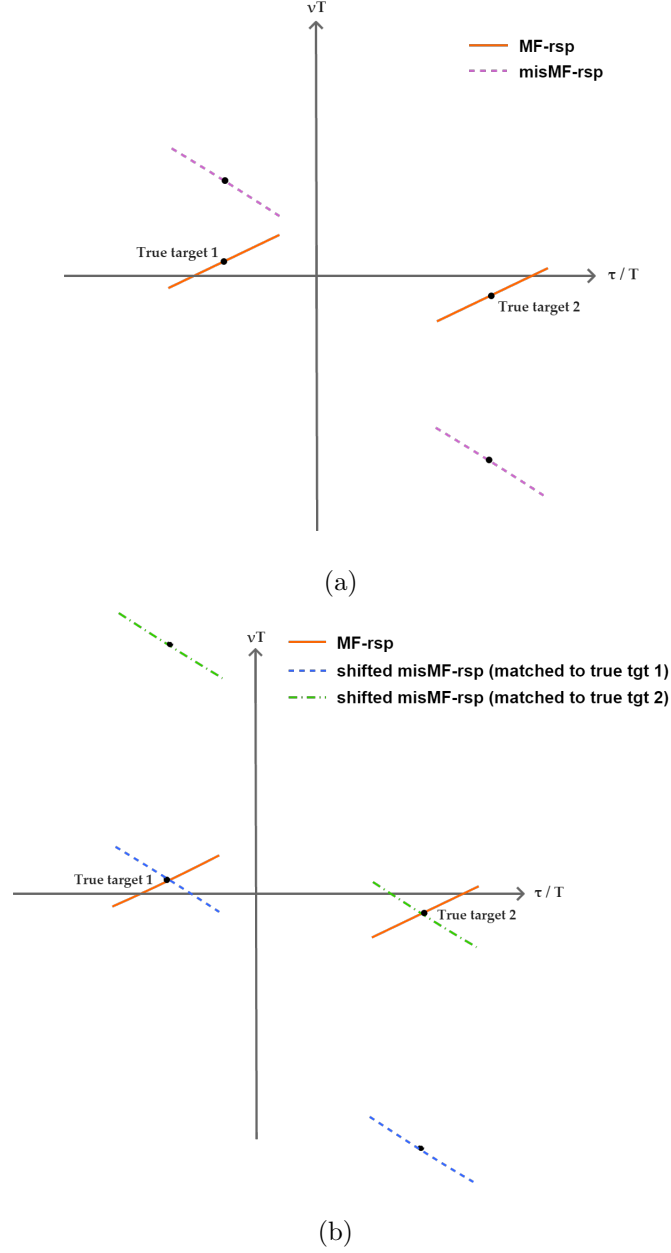 νT
MF-rsp
misMF-rsp
True target 1
τ / T
True target 2
(a)
νT
MF-rsp
shifted misMF-rsp (matched to true tgt 1)
shifted misMF-rsp (matched to true tgt 2)
True target 1
τ / T
True target 2
(b)